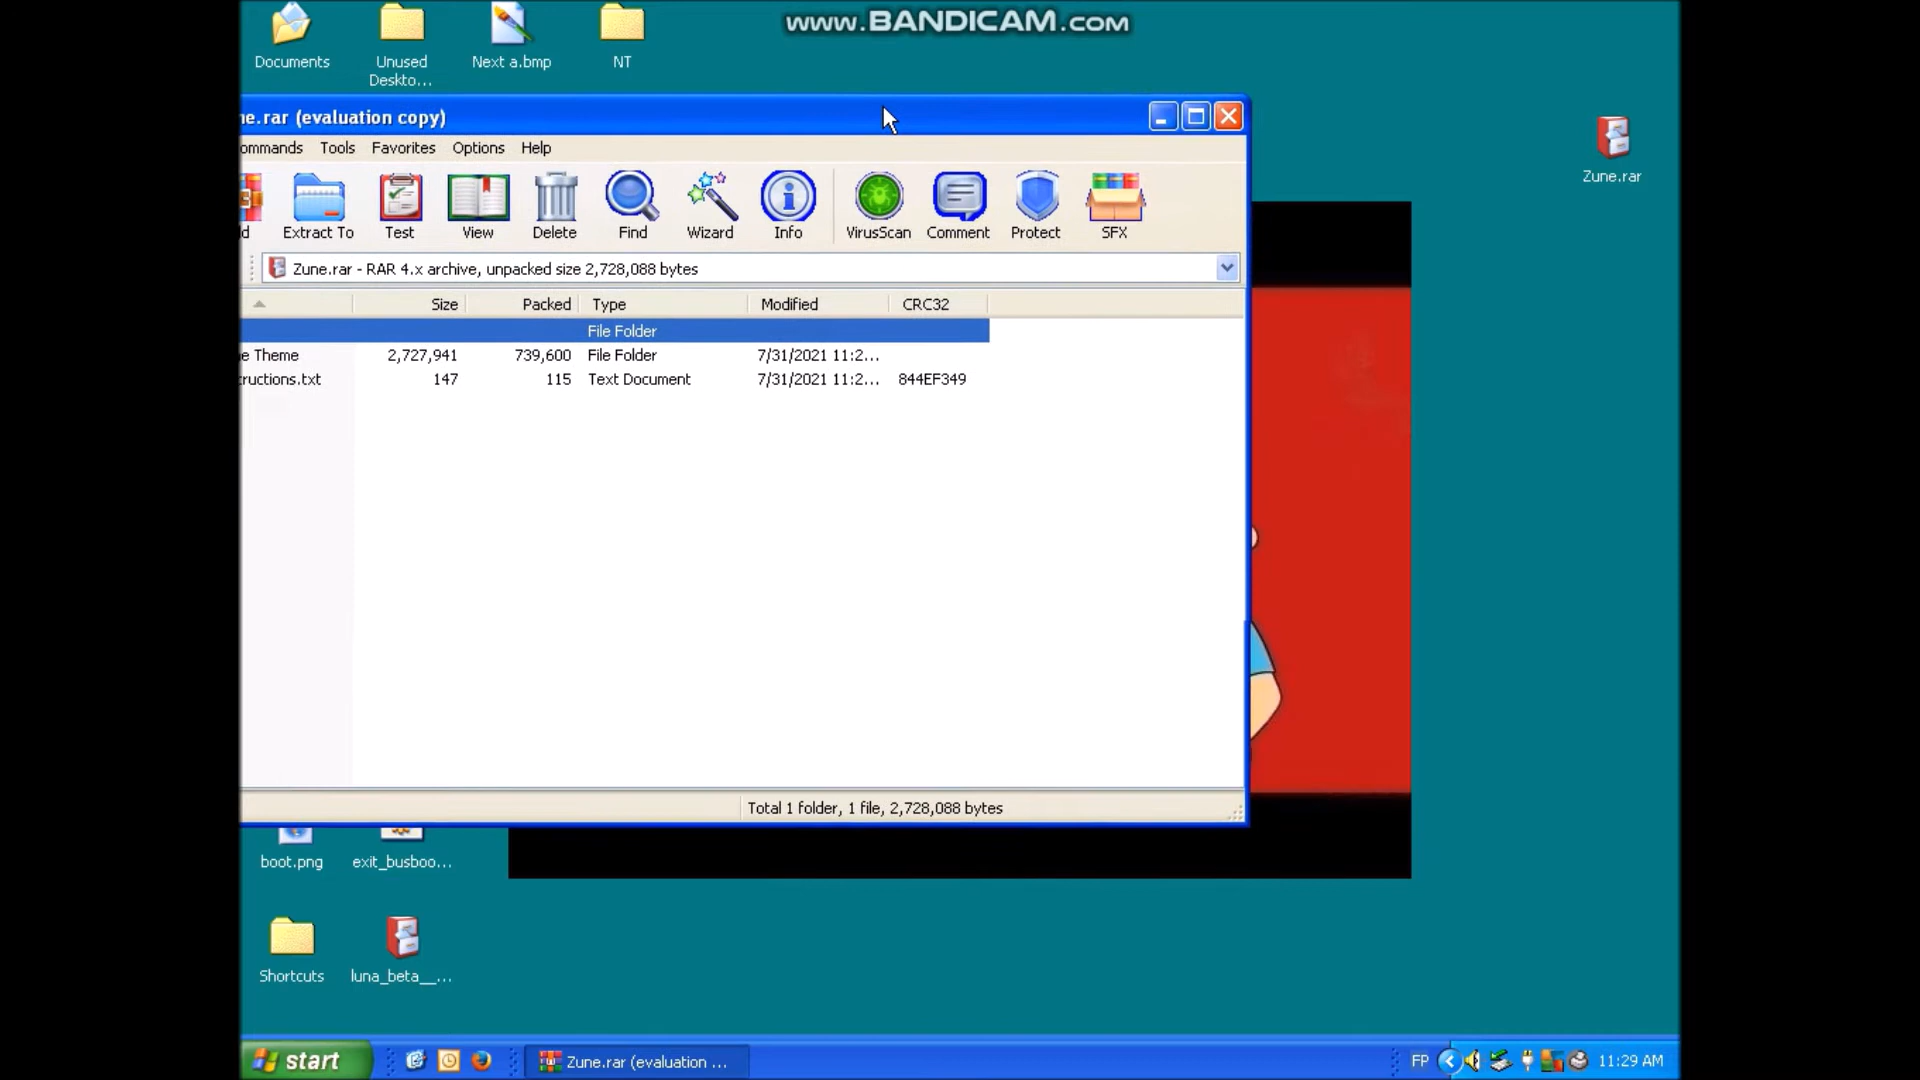 www.BANDICAM.com
Documents
Unused
Deskto...
Next a.bmp
NT
Zune.rar
ne.rar (evaluation copy)
ommands Tools Favorites Options Help
d Extract To Test View Delete Find Wizard Info VirusScan Comment Protect SFX
Zune.rar - RAR 4.x archive, unpacked size 2,728,088 bytes
Size Packed Type Modified CRC32
File Folder
e Theme 2,727,941 739,600 File Folder 7/31/2021 11:2...
ructions.txt 147 115 Text Document 7/31/2021 11:2... 844EF349
Total 1 folder, 1 file, 2,728,088 bytes
boot.png
exit_busboo...
Shortcuts
luna_beta__...
start
Zune.rar (evaluation ...
FP
11:29 AM